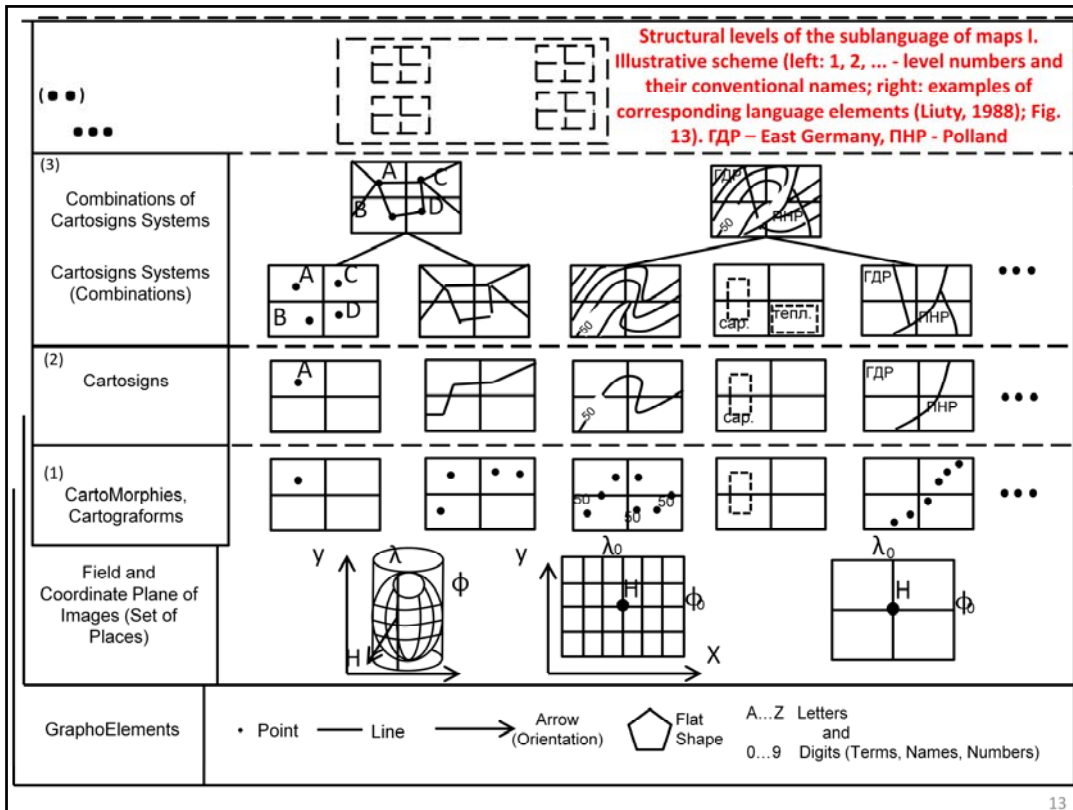 Structural levels of the sublanguage of maps I.
Illustrative scheme (left: 1, 2, ... - level numbers and
their conventional names; right: examples of
corresponding language elements (Liuty, 1988); Fig.
13). ГДР – East Germany, ПНР - Polland
(3)
Combinations of
Cartosigns Systems
A
C
B
D
ГДР
ПНР
50
Cartosigns Systems
(Combinations)
A
C
B
D
50
сар.
тепл.
ГДР
ПНР
(2)
Cartosigns
A
50
сар.
ГДР
ПНР
(1)
CartoMorphies,
Cartograforms
50
50
50
Field and
Coordinate Plane of
Images (Set of
Places)
y
λ
ϕ
H
y
λ0
H
ϕ0
X
λ0
H
ϕ0
GraphoElements
Point
Line
Arrow
(Orientation)
Flat
Shape
A...Z Letters
and
0...9 Digits (Terms, Names, Numbers)
13